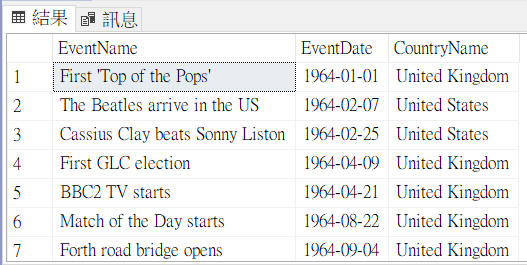 結果 訊息
EventName EventDate CountryName
1 First 'Top of the Pops' 1964-01-01 United Kingdom
2 The Beatles arrive in the US 1964-02-07 United States
3 Cassius Clay beats Sonny Liston 1964-02-25 United States
4 First GLC election 1964-04-09 United Kingdom
5 BBC2 TV starts 1964-04-21 United Kingdom
6 Match of the Day starts 1964-08-22 United Kingdom
7 Forth road bridge opens 1964-09-04 United Kingdom